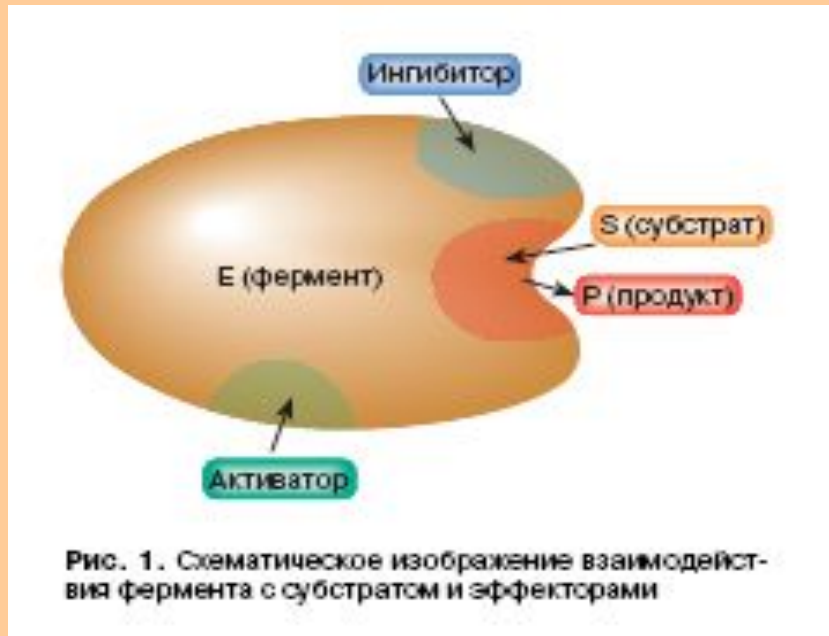 Ингибитор
S (субстрат)
E (фермент)
P (продукт)
Активатор
Рис. 1. Схематическое изображение взаимодейст-
вия фермента с субстратом и эффекторами